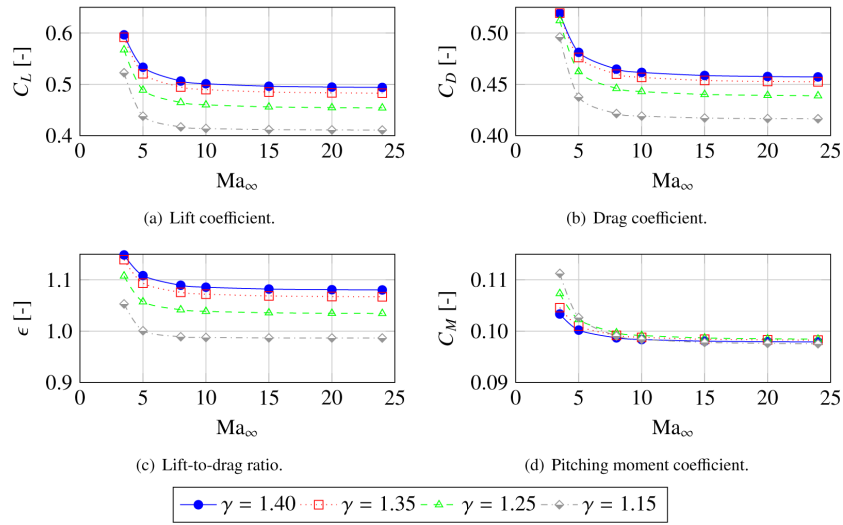 0.6
0.5
0.4
C_L [-]
0 5 10 15 20 25
Ma∞
(a) Lift coefficient.
0.50
0.45
0.40
C_D [-]
0 5 10 15 20 25
Ma∞
(b) Drag coefficient.
1.1
1.0
0.9
ϵ [-]
0 5 10 15 20 25
Ma∞
(c) Lift-to-drag ratio.
0.11
0.10
0.09
C_M [-]
0 5 10 15 20 25
Ma∞
(d) Pitching moment coefficient.
γ = 1.40 γ = 1.35 γ = 1.25 γ = 1.15